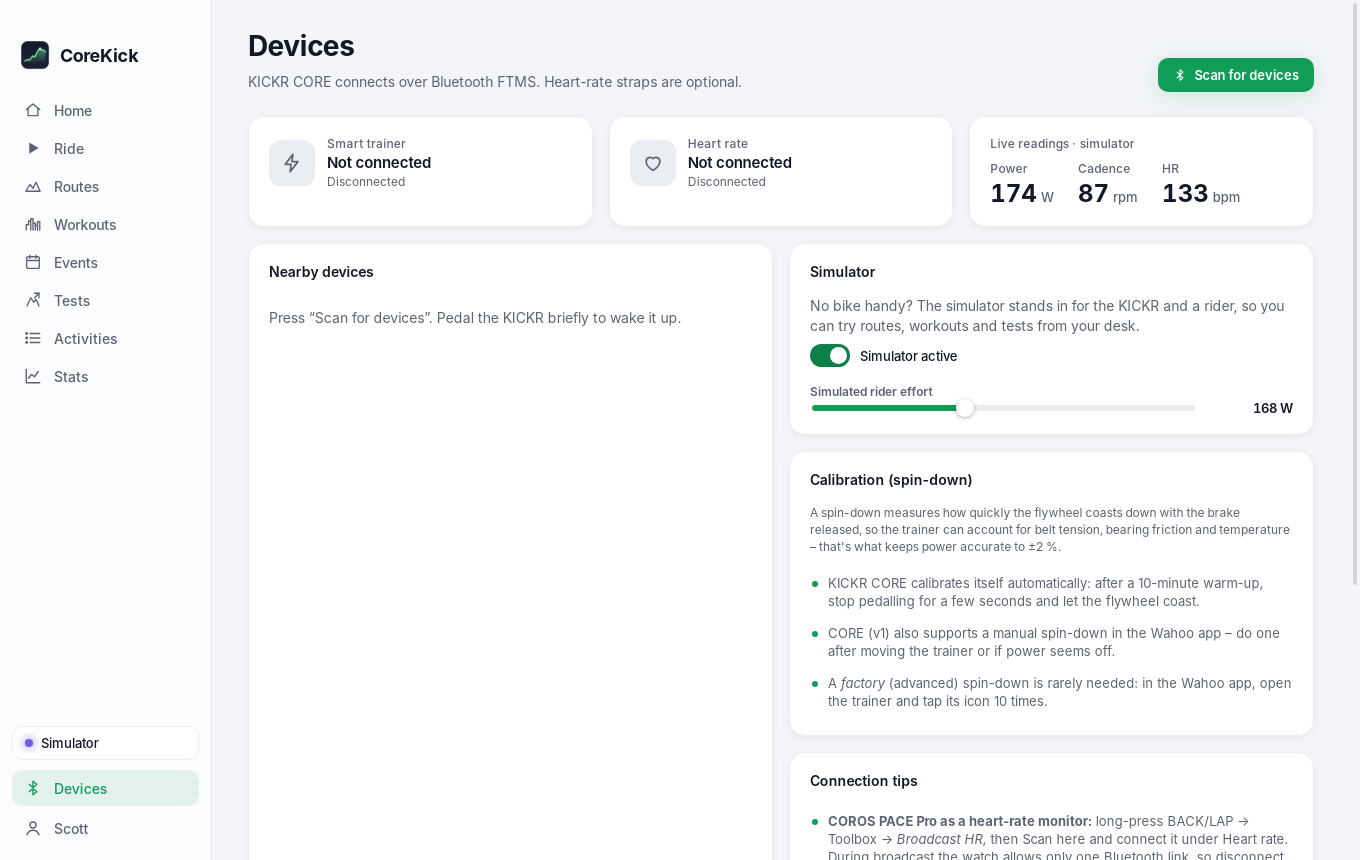 CoreKick
Home
Ride
Routes
Workouts
Events
Tests
Activities
Stats
Simulator
Devices
Scott
Devices
KICKR CORE connects over Bluetooth FTMS. Heart-rate straps are optional.
Scan for devices
Smart trainer
Not connected
Disconnected
Heart rate
Not connected
Disconnected
Live readings · simulator
Power Cadence HR
174 W 87 rpm 133 bpm
Nearby devices
Press “Scan for devices”. Pedal the KICKR briefly to wake it up.
Simulator
No bike handy? The simulator stands in for the KICKR and a rider, so you
can try routes, workouts and tests from your desk.
Simulator active
Simulated rider effort
168 W
Calibration (spin-down)
A spin-down measures how quickly the flywheel coasts down with the brake
released, so the trainer can account for belt tension, bearing friction and temperature
– that's what keeps power accurate to ±2 %.
KICKR CORE calibrates itself automatically: after a 10-minute warm-up,
stop pedalling for a few seconds and let the flywheel coast.
CORE (v1) also supports a manual spin-down in the Wahoo app – do one
after moving the trainer or if power seems off.
A factory (advanced) spin-down is rarely needed: in the Wahoo app, open
the trainer and tap its icon 10 times.
Connection tips
COROS PACE Pro as a heart-rate monitor: long-press BACK/LAP →
Toolbox → Broadcast HR, then Scan here and connect it under Heart rate.
During broadcast the watch allows only one Bluetooth link, so disconnect